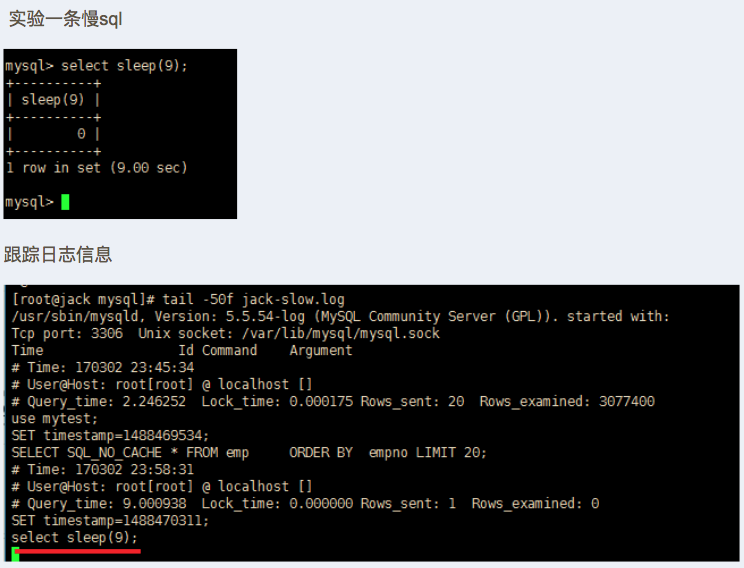 实验一条慢sql
mysql> select sleep(9);
+----------+
| sleep(9) |
+----------+
|        0 |
+----------+
1 row in set (9.00 sec)
mysql>
跟踪日志信息
[root@jack mysql]# tail -50f jack-slow.log
/usr/sbin/mysqld, Version: 5.5.54-log (MySQL Community Server (GPL)). started with:
Tcp port: 3306  Unix socket: /var/lib/mysql/mysql.sock
Time                 Id Command    Argument
# Time: 170302 23:45:34
# User@Host: root[root] @ localhost []
# Query_time: 2.246252  Lock_time: 0.000175 Rows_sent: 20  Rows_examined: 3077400
use mytest;
SET timestamp=1488469534;
SELECT SQL_NO_CACHE * FROM emp     ORDER BY  empno LIMIT 20;
# Time: 170302 23:58:31
# User@Host: root[root] @ localhost []
# Query_time: 9.000938  Lock_time: 0.000000 Rows_sent: 1  Rows_examined: 0
SET timestamp=1488470311;
select sleep(9);